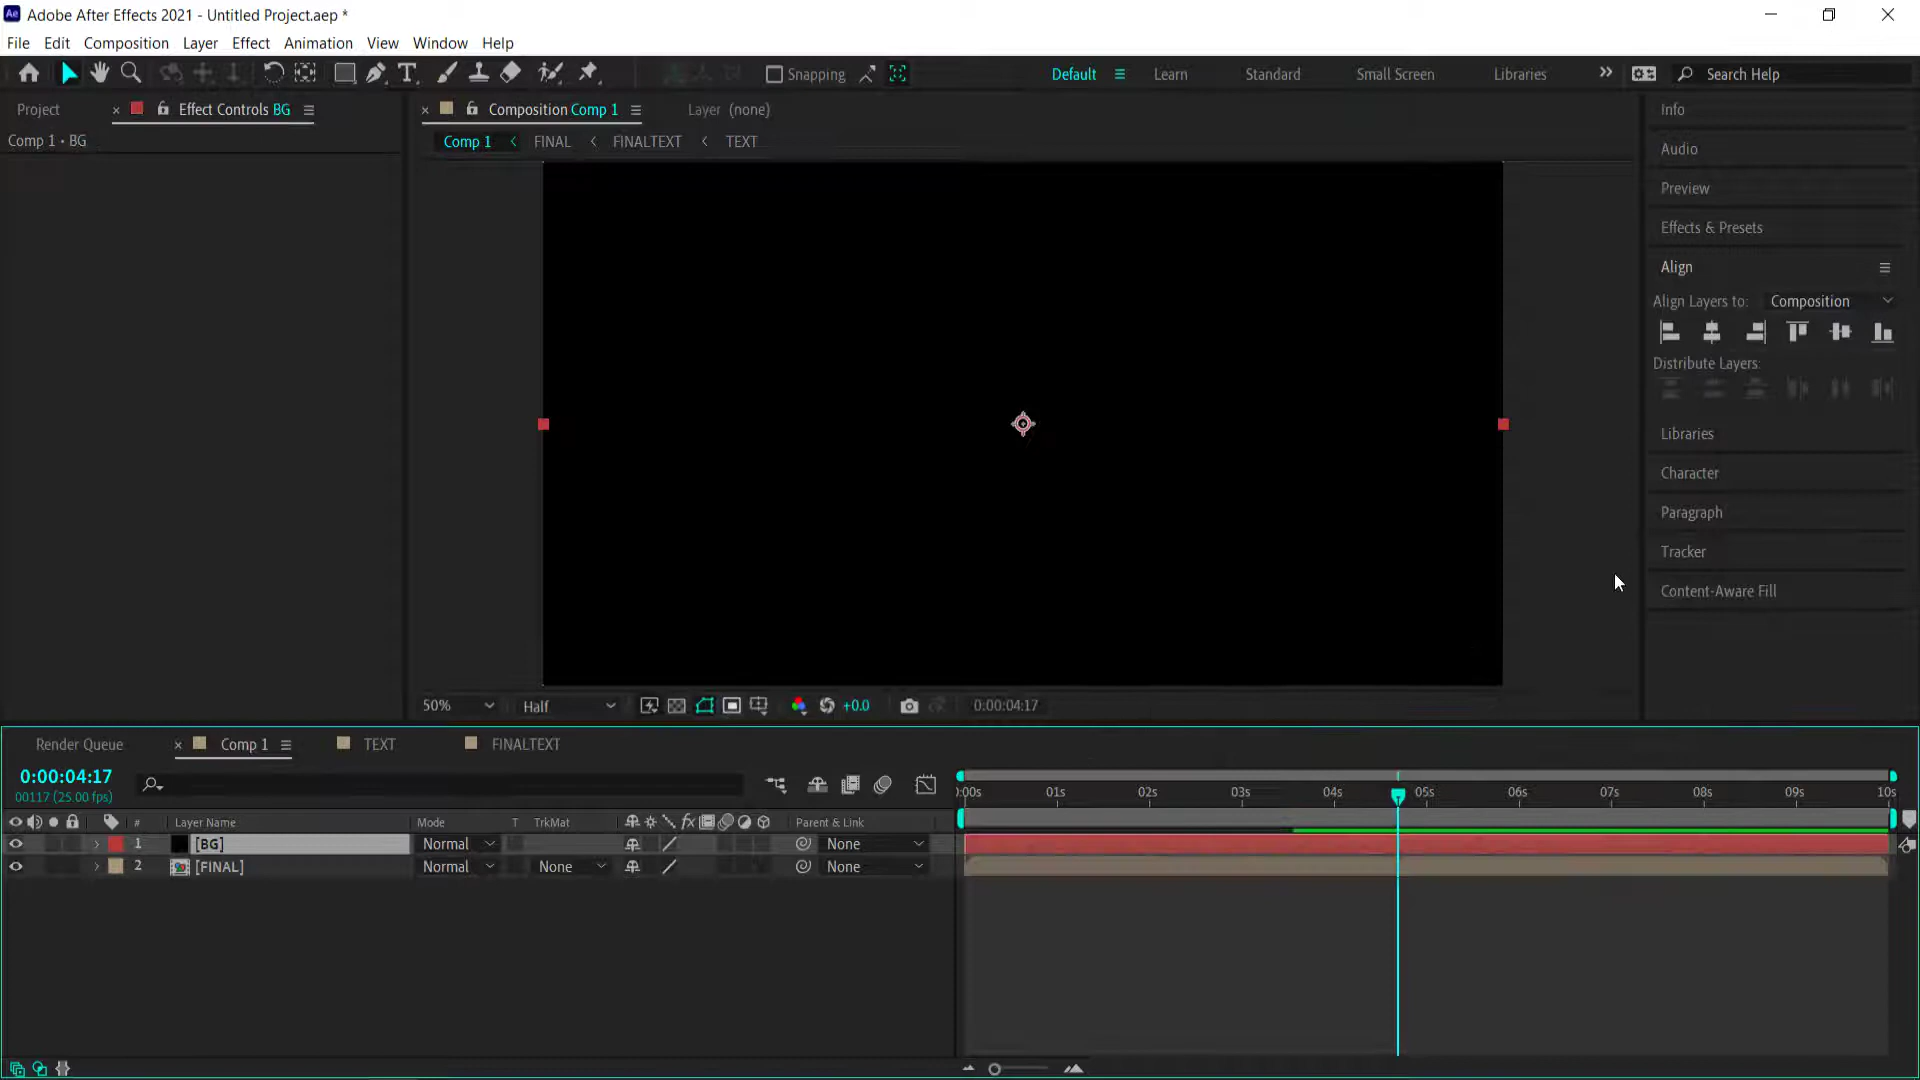 Ae Adobe After Effects 2021 - Untitled Project.aep *
File Edit Composition Layer Effect Animation View Window Help
T Snapping Default Learn Standard Small Screen Libraries Search Help
Project Effect Controls BG Composition Comp 1 Layer (none) Info
Comp 1 • BG Comp 1 FINAL FINALTEXT TEXT
Audio
Preview
Effects & Presets
Align
Align Layers to: Composition
Distribute Layers:
Libraries
Character
Paragraph
Tracker
Content-Aware Fill
50% Half +0.0 0:00:04:17
Render Queue Comp 1 TEXT FINALTEXT
0:00:04:17
00117 (25.00 fps)
):00s 01s 02s 03s 04s 05s 06s 07s 08s 09s 10s
# Layer Name Mode T TrkMat fx Parent & Link
1 [BG] Normal None
2 [FINAL] Normal None None